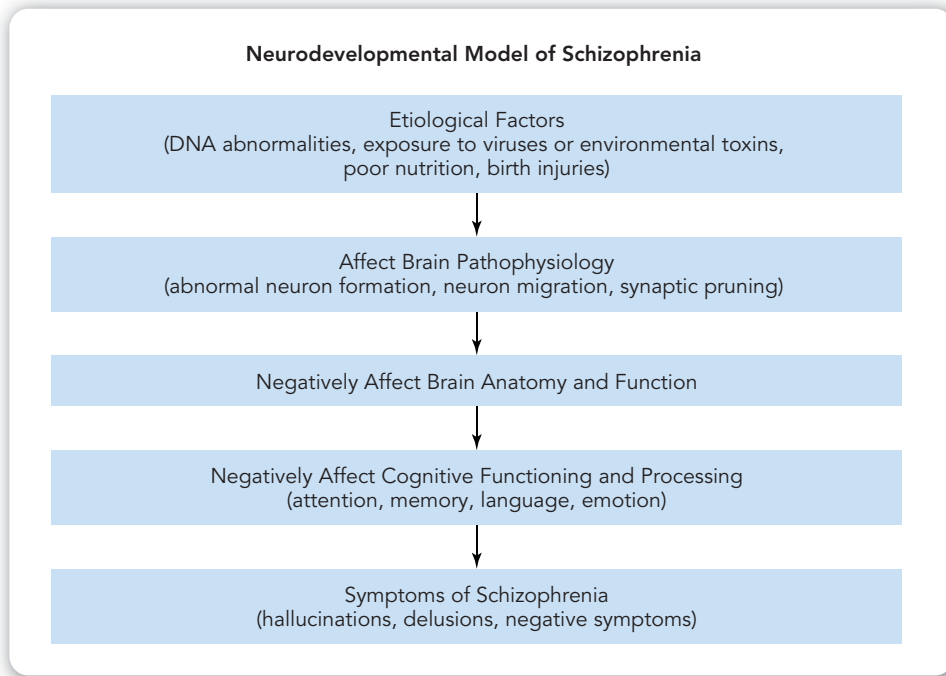 Neurodevelopmental Model of Schizophrenia
Etiological Factors
(DNA abnormalities, exposure to viruses or environmental toxins,
poor nutrition, birth injuries)
Affect Brain Pathophysiology
(abnormal neuron formation, neuron migration, synaptic pruning)
Negatively Affect Brain Anatomy and Function
Negatively Affect Cognitive Functioning and Processing
(attention, memory, language, emotion)
Symptoms of Schizophrenia
(hallucinations, delusions, negative symptoms)